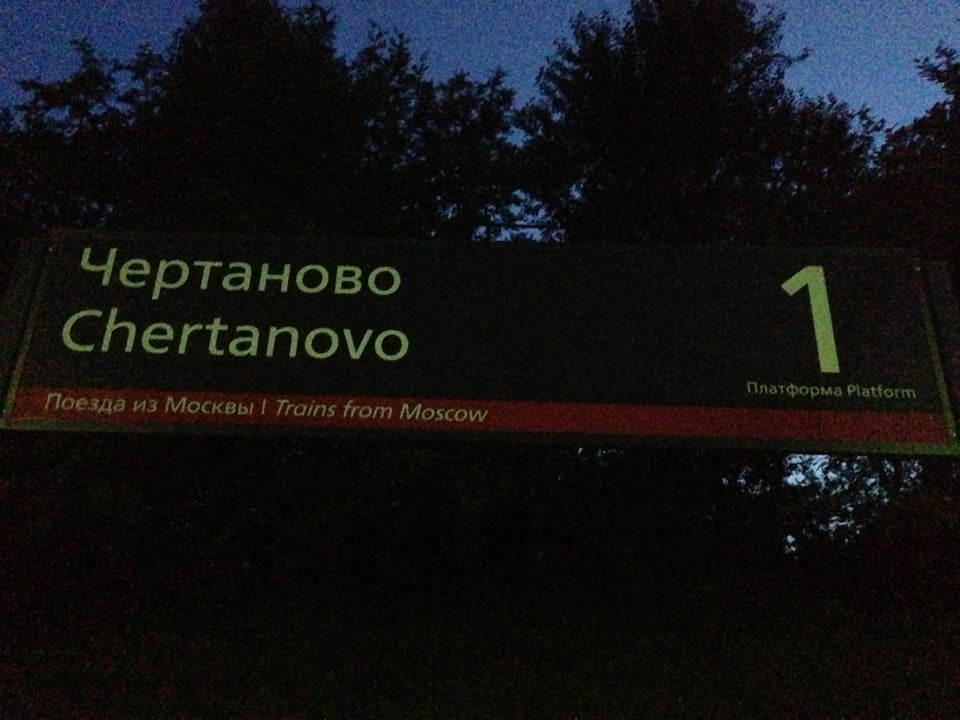 Чертаново
Chertanovo
Поезда из Москвы | Trains from Moscow
1
Платформа Platform